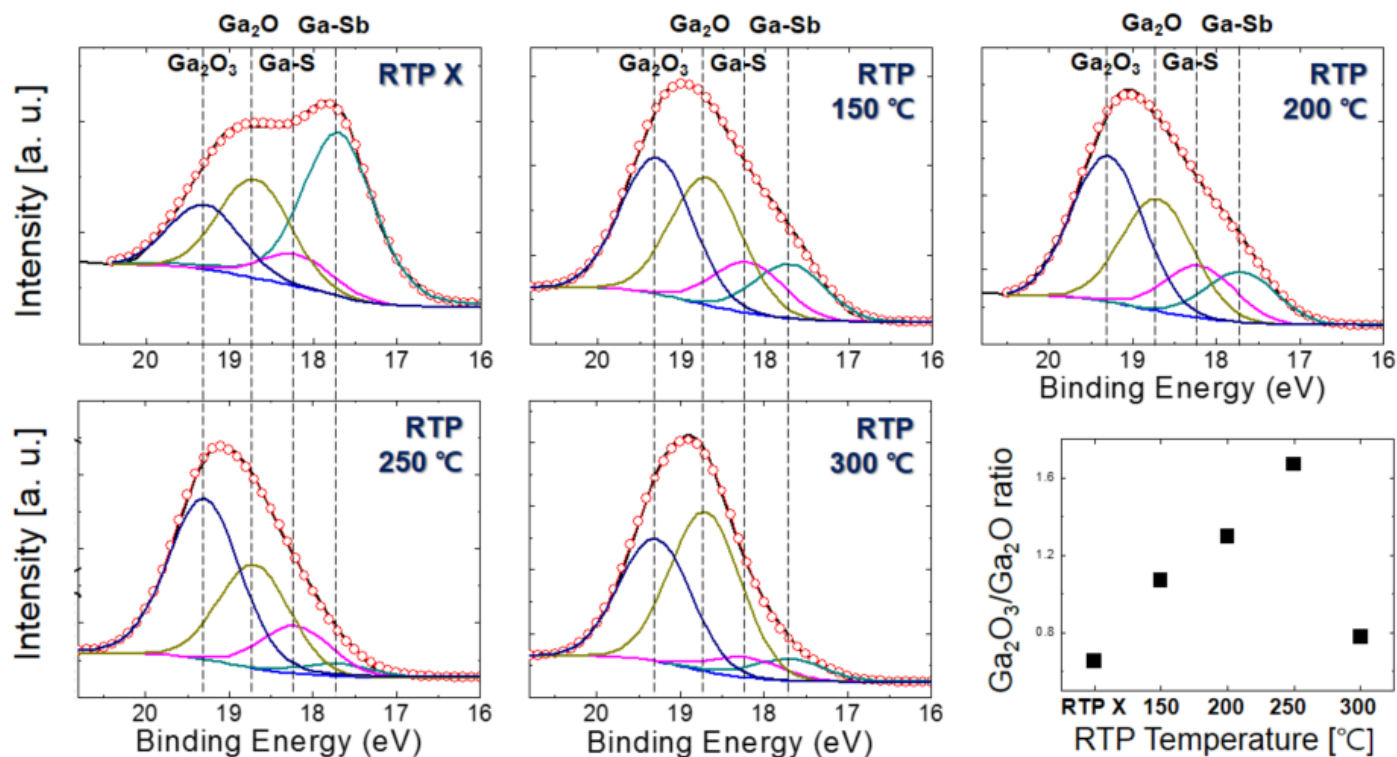 Ga₂O Ga-Sb
Ga₂O₃ Ga-S
RTP X
Intensity [a. u.]
20 19 18 17 16
Ga₂O Ga-Sb
Ga₂O₃ Ga-S
RTP
150 ℃
20 19 18 17 16
Ga₂O Ga-Sb
Ga₂O₃ Ga-S
RTP
200 ℃
20 19 18 17 16
Binding Energy (eV)
RTP
250 ℃
Intensity [a. u.]
20 19 18 17 16
Binding Energy (eV)
RTP
300 ℃
20 19 18 17 16
Binding Energy (eV)
Ga₂O₃/Ga₂O ratio
1.6
1.2
0.8
RTP X 150 200 250 300
RTP Temperature [℃]